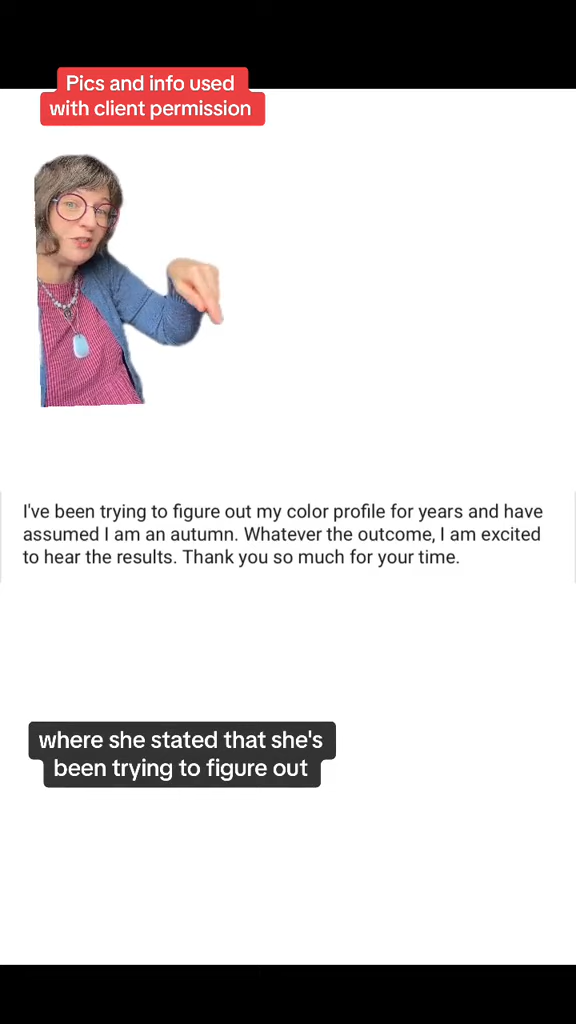 Pics and info used
with client permission
I've been trying to figure out my color profile for years and have
assumed I am an autumn. Whatever the outcome, I am excited
to hear the results. Thank you so much for your time.
where she stated that she's
been trying to figure out